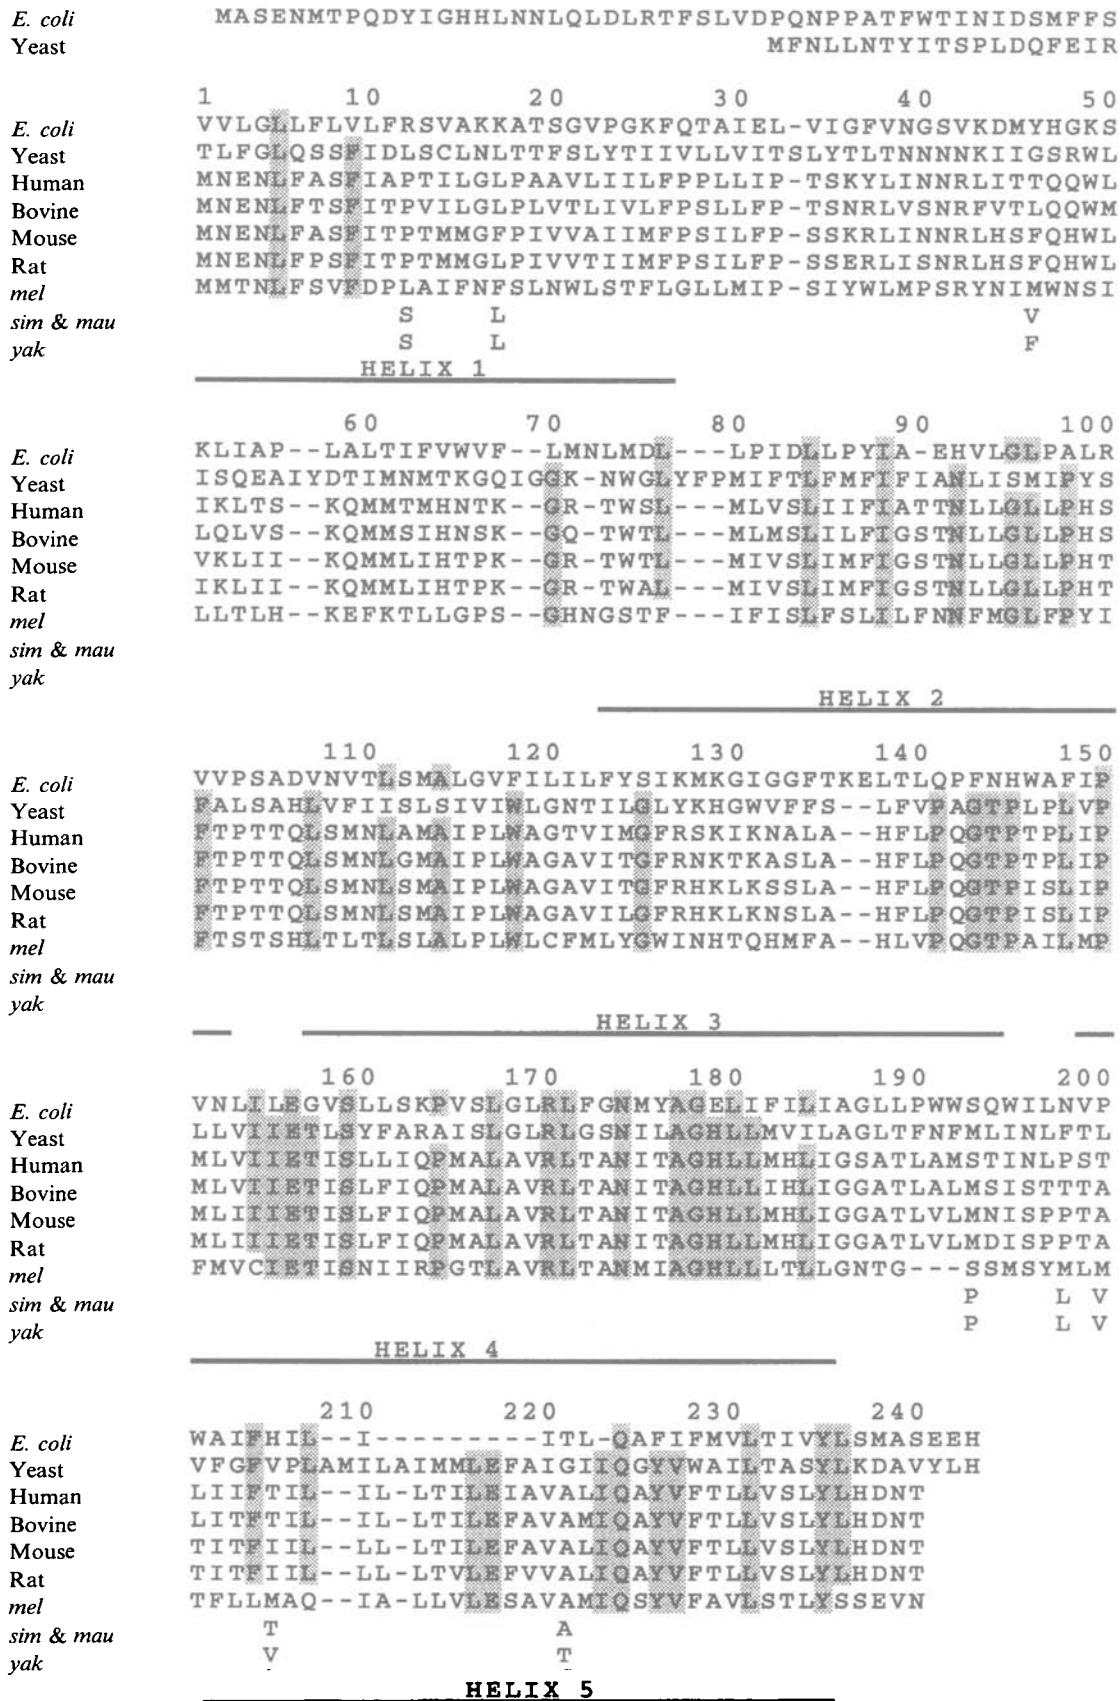 E. coli MASENMTPQDYIGHHLNNLQLDLRTFSLVDPQNPPATFWTINIDSMFFS
Yeast MFNLLNTYITSPLDQFEIR
1 10 20 30 40 50
E. coli VVLGLLFLVLFRSVAKKATSGVPGKFQTAIEL-VIGFVNGSVKDMYHGKS
Yeast TLFGLQSSFIDLSCLNLTTFSLYTIIVLLVITSLYTLTNNNNKIIGSRWL
Human MNENLFASFIAPTILGLPAAVLIILFPPLLIP-TSKYLINNRLITTQQWL
Bovine MNENLFTSFITPVILGLPLVTLIVLFPSLLFP-TSNRLVSNRFVTLQQWM
Mouse MNENLFASFITPTMMGFPIVVAIIMFPSILFP-SSKRLINNRLHSFQHWL
Rat MNENLFPSFITPTMMGLPIVVTIIMFPSILFP-SSERLISNRLHSFQHWL
mel MMTNLFSVFDPLAIFNFSLNWLSTFLGLLMIP-SIYWLMPSRYNIMWNSI
sim & mau S L V
yak S L F
HELIX 1
60 70 80 90 100
E. coli KLIAP--LALTIFVWVF--LMNLMDL---LPIDLLPYIA-EHVLGLPALR
Yeast ISQEAIYDTIMNMTKGQIGGK-NWGLYFPMIFTLFMFIFIANLISMIPYS
Human IKLTS--KQMMTMHNTK--GR-TWSL---MLVSLIIFIATTNLLGLLPHS
Bovine LQLVS--KQMMSIHNSK--GQ-TWTL---MLMSLILFIGSTNLLGLLPHS
Mouse VKLII--KQMMLIHTPK--GR-TWTL---MIVSLIMFIGSTNLLGLLPHT
Rat IKLII--KQMMLIHTPK--GR-TWAL---MIVSLIMFIGSTNLLGLLPHT
mel LLTLH--KEFKTLLGPS--GHNGSTF---IFISLFSLILFNNFMGLFPYI
sim & mau
yak
HELIX 2
110 120 130 140 150
E. coli VVPSADVNVTLSMALGVFILILFYSIKMKGIGGFTKELTLQPFNHWAFIP
Yeast FALSAHLVFIISLSIVIWLGNTILGLYKHGWVFFS--LFVPAGTPLPLVP
Human FTPTTQLSMNLAMAIPLWAGTVIMGFRSKIKNALA--HFLPQGTPTPLIP
Bovine FTPTTQLSMNLGMAIPLWAGAVITGFRNKTKASLA--HFLPQGTPTPLIP
Mouse FTPTTQLSMNLSMAIPLWAGAVITGFRHKLKSSLA--HFLPQGTPISLIP
Rat FTPTTQLSMNLSMAIPLWAGAVILGFRHKLKNSLA--HFLPQGTPISLIP
mel FTSTSHLTLTLSLALPLWLCFMLYGWINHTQHMFA--HLVPQGTPAILMP
sim & mau
yak
HELIX 3
160 170 180 190 200
E. coli VNLILEGVSLLSKPVSLGLRLFGNMYAGELIFILIAGLLPWWSQWILNVP
Yeast LLVIIETLSYFARAISLGLRLGSNILAGHLLMVILAGLTFNFMLINLFTL
Human MLVIIETISLLIQPMALAVRLTANITAGHLLMHLIGSATLAMSTINLPST
Bovine MLVIIETISLFIQPMALAVRLTANITAGHLLIHLIGGATLALMSISTTTA
Mouse MLIIIETISLFIQPMALAVRLTANITAGHLLMHLIGGATLVLMNISPPTA
Rat MLIIIETISLFIQPMALAVRLTANITAGHLLMHLIGGATLVLMDISPPTA
mel FMVCIETISNIIRPGTLAVRLTANMIAGHLLLTLLGNTG---SSMSYMLM
sim & mau P L V
yak P L V
HELIX 4
210 220 230 240
E. coli WAIFHIL--I---------ITL-QAFIFMVLTIVYLSMASEEH
Yeast VFGFVPLAMILAIMMLEFAIGIIQGYVWAILTASYLKDAVYLH
Human LIIFTIL--IL-LTILEIAVALIQAYVFTLLVSLYLHDNT
Bovine LITFTIL--IL-LTILEFAVAMIQAYVFTLLVSLYLHDNT
Mouse TITFIIL--LL-LTILEFAVALIQAYVFTLLVSLYLHDNT
Rat TITFIIL--LL-LTVLEFVVALIQAYVFTLLVSLYLHDNT
mel TFLLMAQ--IA-LLVLESAVAMIQSYVFAVLSTLYSSEVN
sim & mau T A
yak V T
HELIX 5